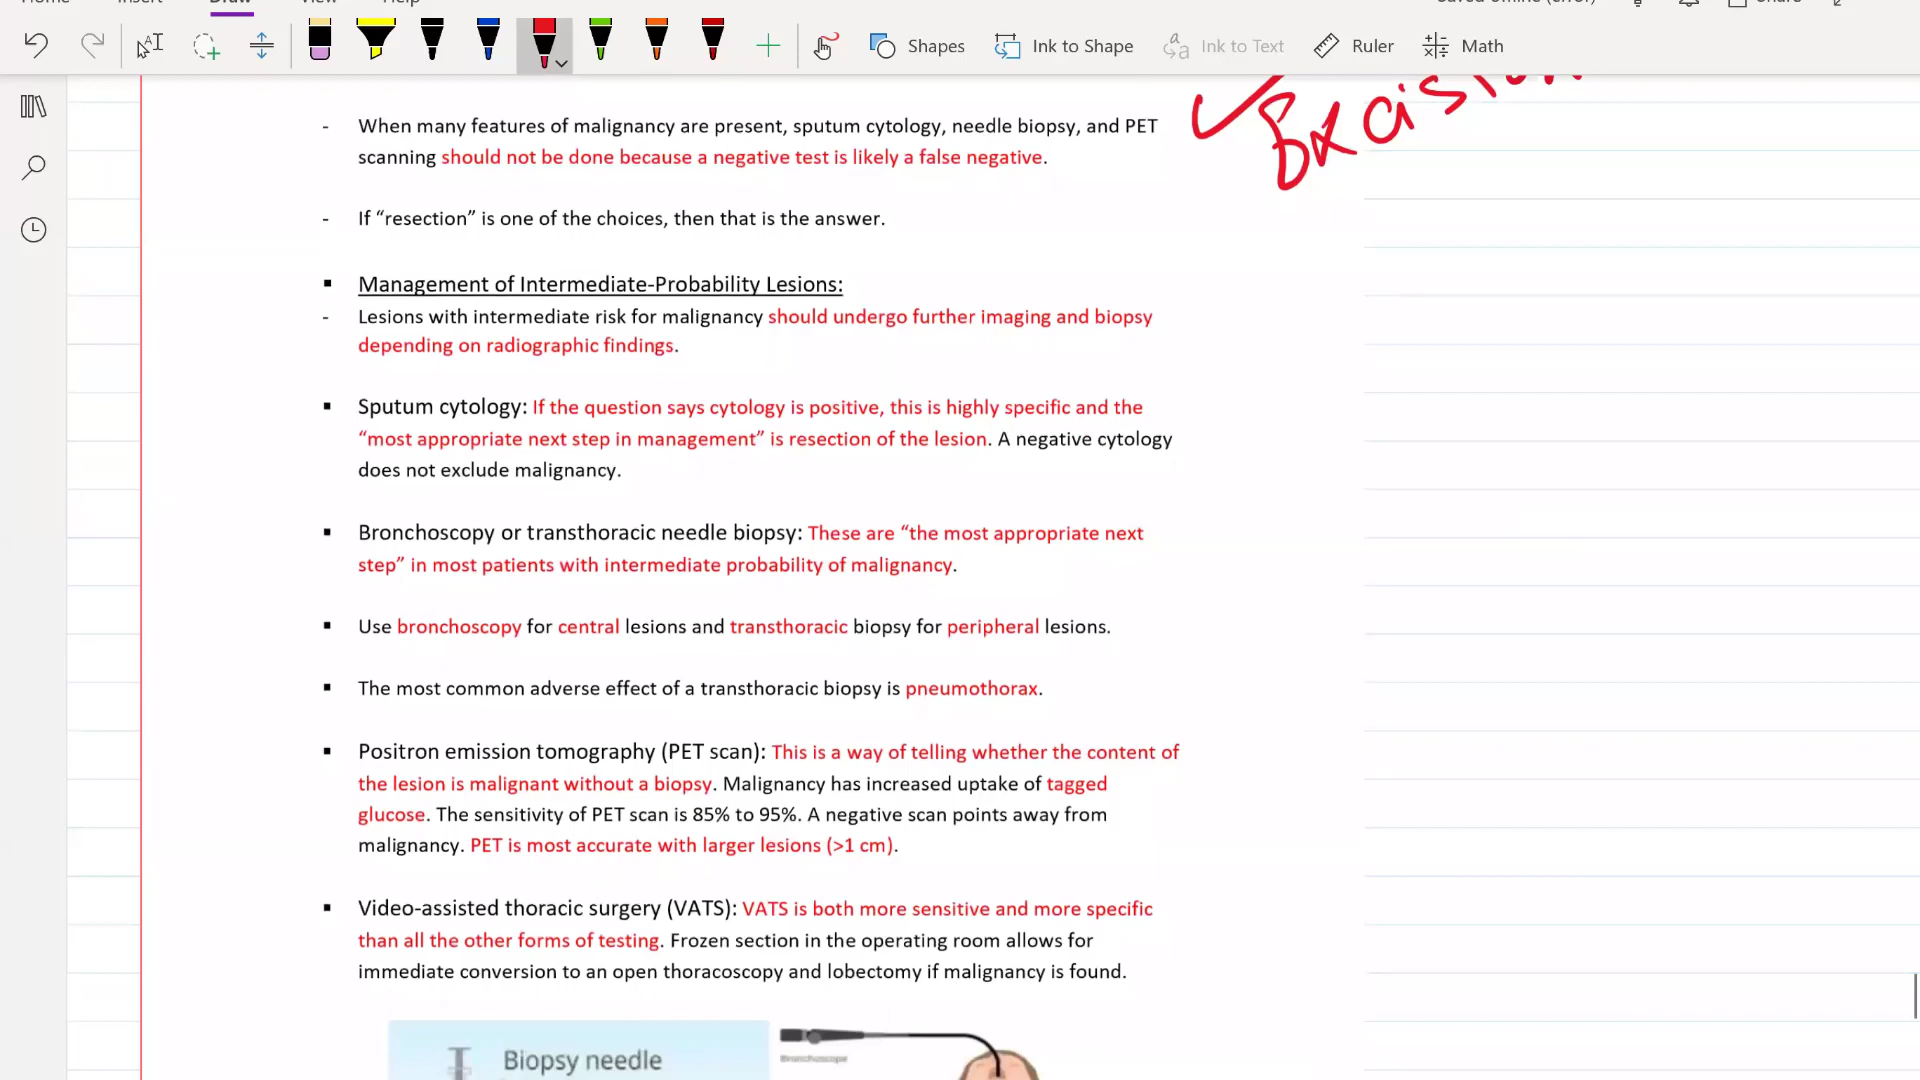 Home Insert Draw View Help Saved online (error) Share
Shapes Ink to Shape Ink to Text Ruler Math
Excision
- When many features of malignancy are present, sputum cytology, needle biopsy, and PET
scanning should not be done because a negative test is likely a false negative.
- If “resection” is one of the choices, then that is the answer.
▪ Management of Intermediate-Probability Lesions:
- Lesions with intermediate risk for malignancy should undergo further imaging and biopsy
depending on radiographic findings.
▪ Sputum cytology: If the question says cytology is positive, this is highly specific and the
“most appropriate next step in management” is resection of the lesion. A negative cytology
does not exclude malignancy.
▪ Bronchoscopy or transthoracic needle biopsy: These are “the most appropriate next
step” in most patients with intermediate probability of malignancy.
▪ Use bronchoscopy for central lesions and transthoracic biopsy for peripheral lesions.
▪ The most common adverse effect of a transthoracic biopsy is pneumothorax.
▪ Positron emission tomography (PET scan): This is a way of telling whether the content of
the lesion is malignant without a biopsy. Malignancy has increased uptake of tagged
glucose. The sensitivity of PET scan is 85% to 95%. A negative scan points away from
malignancy. PET is most accurate with larger lesions (>1 cm).
▪ Video-assisted thoracic surgery (VATS): VATS is both more sensitive and more specific
than all the other forms of testing. Frozen section in the operating room allows for
immediate conversion to an open thoracoscopy and lobectomy if malignancy is found.
Biopsy needle
Bronchoscope